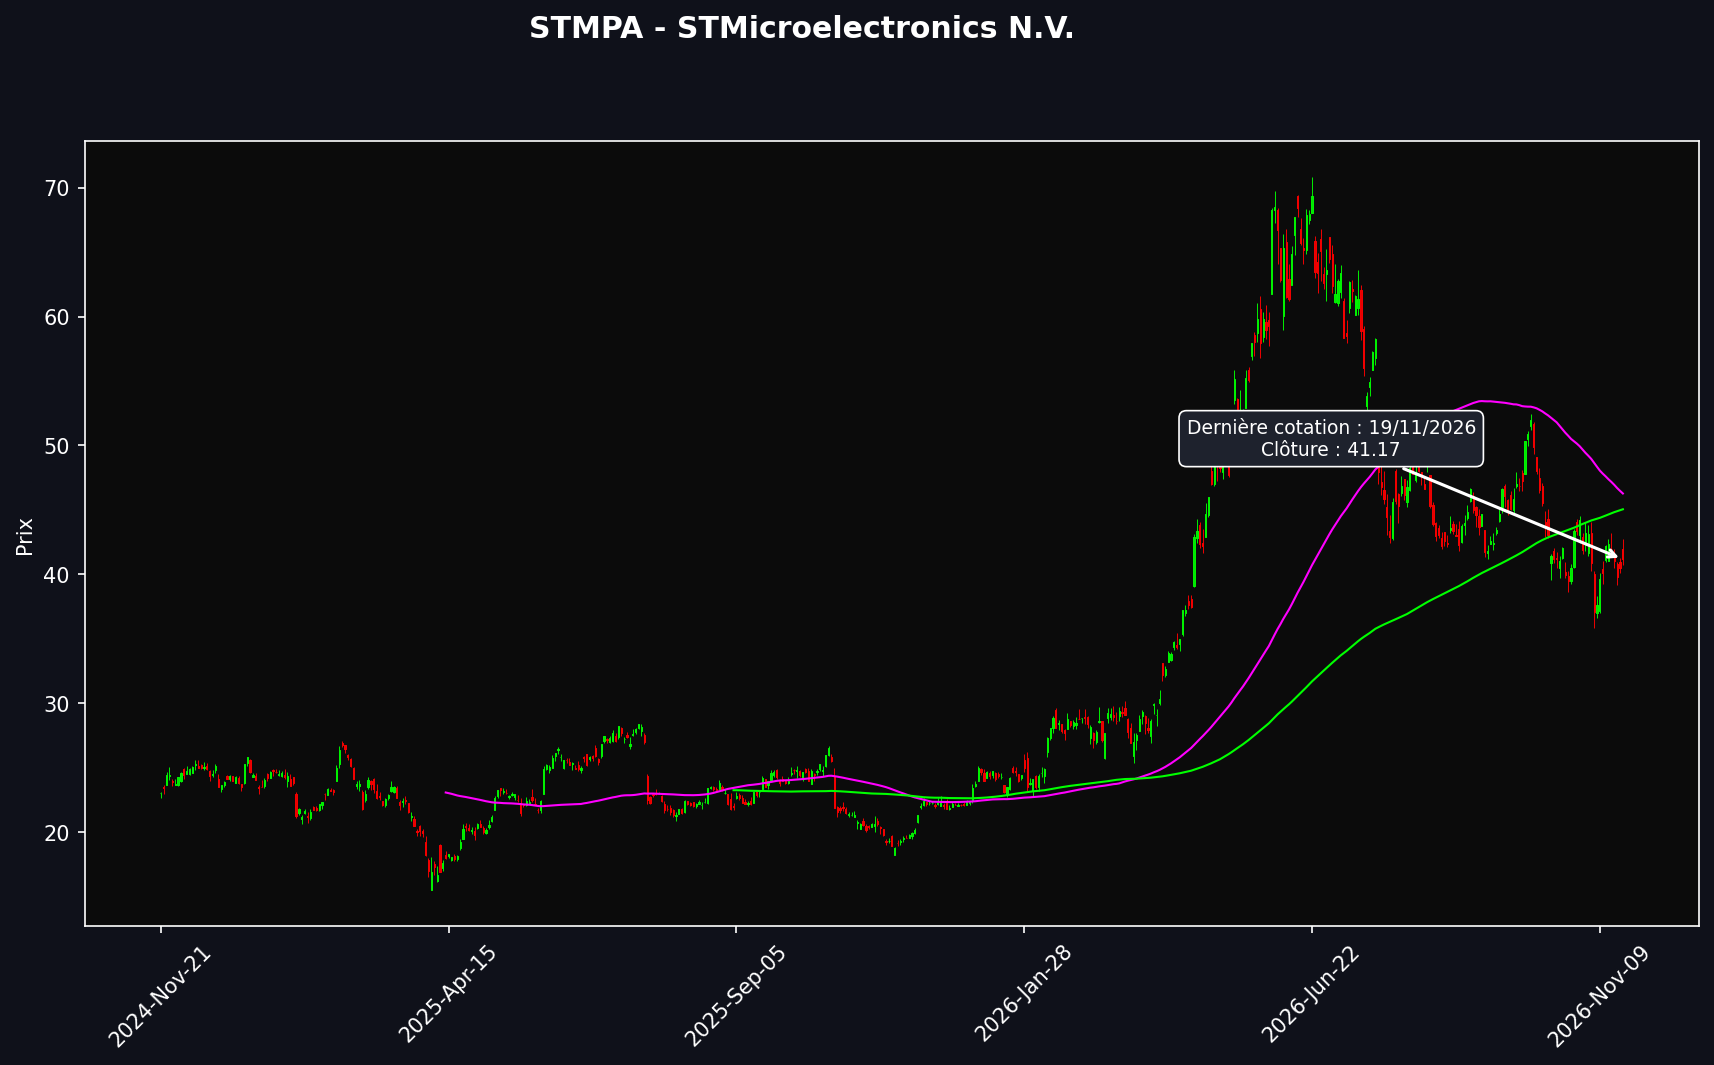 STMPA - STMicroelectronics N.V.
Prix
70
60
50
40
30
20
Dernière cotation : 19/11/2026
Clôture : 41.17
2024-Nov-21
2025-Apr-15
2025-Sep-05
2026-Jan-28
2026-Jun-22
2026-Nov-09